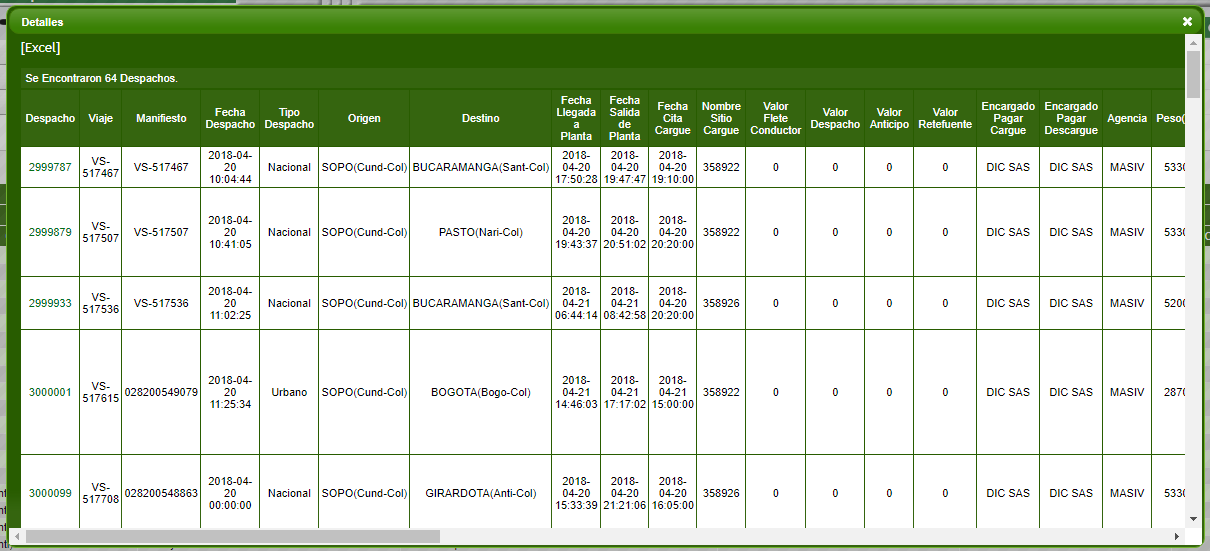 Detalles
[Excel]
Se Encontraron 64 Despachos.
Despacho Viaje Manifiesto Fecha Despacho Tipo Despacho Origen Destino Fecha Llegada a Planta Fecha Salida de Planta Fecha Cita Cargue Nombre Sitio Cargue Valor Flete Conductor Valor Despacho Valor Anticipo Valor Retefuente Encargado Pagar Cargue Encargado Pagar Descargue Agencia Peso(
2999787 VS-517467 VS-517467 2018-04-20 10:04:44 Nacional SOPO(Cund-Col) BUCARAMANGA(Sant-Col) 2018-04-20 17:50:28 2018-04-20 19:47:47 2018-04-20 19:10:00 358922 0 0 0 0 DIC SAS DIC SAS MASIV 5330
2999879 VS-517507 VS-517507 2018-04-20 10:41:05 Nacional SOPO(Cund-Col) PASTO(Nari-Col) 2018-04-20 19:43:37 2018-04-20 20:51:02 2018-04-20 20:20:00 358922 0 0 0 0 DIC SAS DIC SAS MASIV 5330
2999933 VS-517536 VS-517536 2018-04-20 11:02:25 Nacional SOPO(Cund-Col) BUCARAMANGA(Sant-Col) 2018-04-21 06:44:14 2018-04-21 08:42:58 2018-04-20 20:20:00 358926 0 0 0 0 DIC SAS DIC SAS MASIV 5200
3000001 VS-517615 028200549079 2018-04-20 11:25:34 Urbano SOPO(Cund-Col) BOGOTA(Bogo-Col) 2018-04-21 14:46:03 2018-04-21 17:17:02 2018-04-21 15:00:00 358922 0 0 0 0 DIC SAS DIC SAS MASIV 2870
3000099 VS-517708 028200548863 2018-04-20 00:00:00 Nacional SOPO(Cund-Col) GIRARDOTA(Anti-Col) 2018-04-20 15:33:39 2018-04-20 21:21:06 2018-04-20 16:05:00 358926 0 0 0 0 DIC SAS DIC SAS MASIV 5330